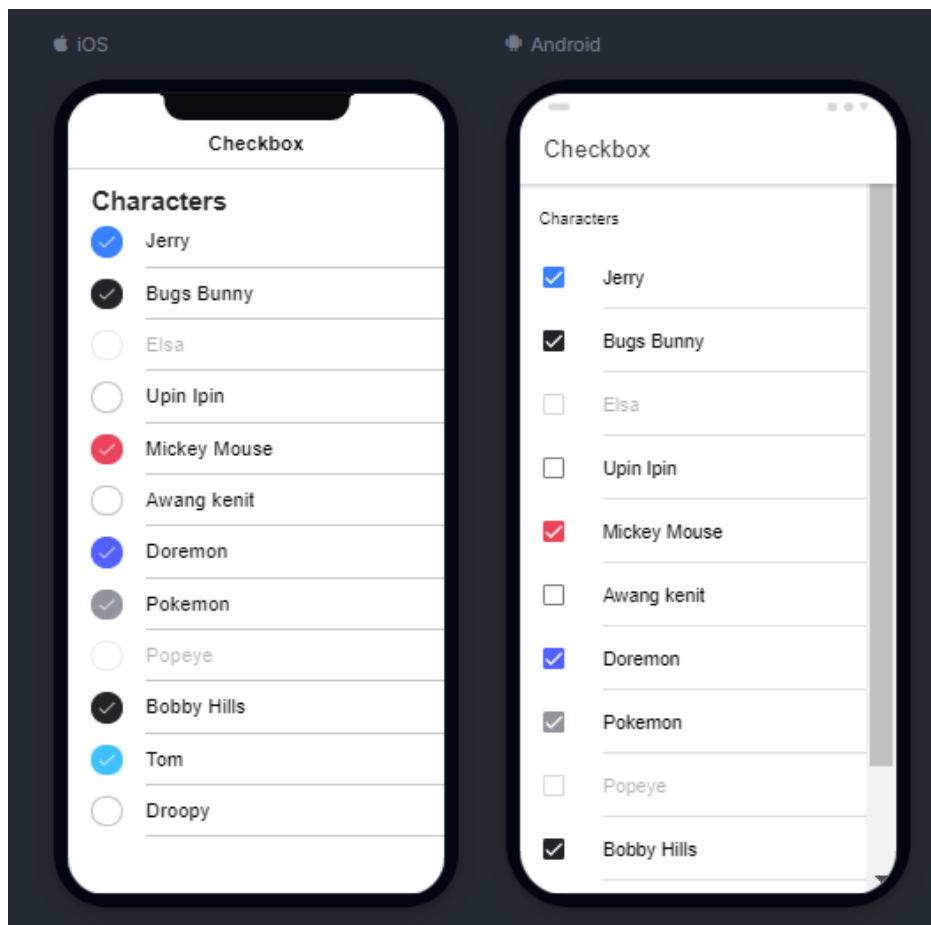 iOS
Checkbox
Characters
Jerry
Bugs Bunny
Elsa
Upin Ipin
Mickey Mouse
Awang kenit
Doremon
Pokemon
Popeye
Bobby Hills
Tom
Droopy
Android
Checkbox
Characters
Jerry
Bugs Bunny
Elsa
Upin Ipin
Mickey Mouse
Awang kenit
Doremon
Pokemon
Popeye
Bobby Hills